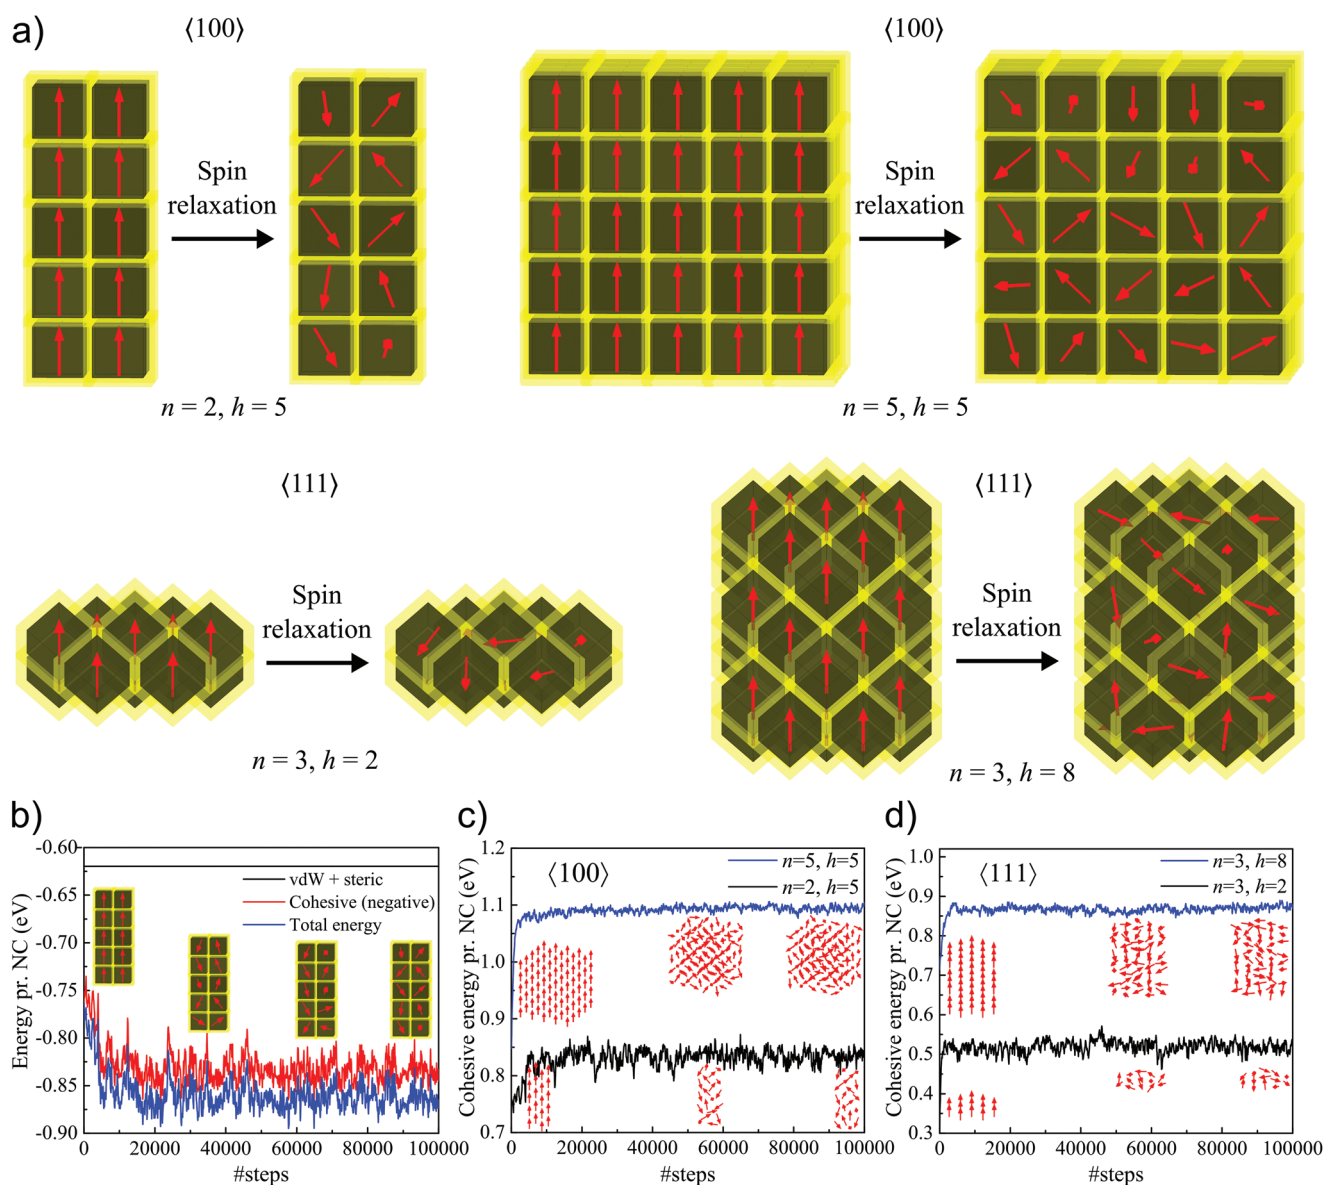 a)
⟨100⟩
⟨100⟩
Spin
relaxation
Spin
relaxation
n = 2, h = 5
n = 5, h = 5
⟨111⟩
⟨111⟩
Spin
relaxation
Spin
relaxation
n = 3, h = 2
n = 3, h = 8
b)
-0.60
-0.65
-0.70
-0.75
-0.80
-0.85
-0.90
Energy pr. NC (eV)
vdW + steric
Cohesive (negative)
Total energy
0
20000
40000
60000
80000
100000
#steps
c)
1.2
1.1
1.0
0.9
0.8
0.7
Cohesive energy pr. NC (eV)
⟨100⟩
n=5, h=5
n=2, h=5
0
20000
40000
60000
80000
100000
#steps
d)
1.0
0.9
0.8
0.7
0.6
0.5
0.4
0.3
Cohesive energy pr. NC (eV)
⟨111⟩
n=3, h=8
n=3, h=2
0
20000
40000
60000
80000
100000
#steps